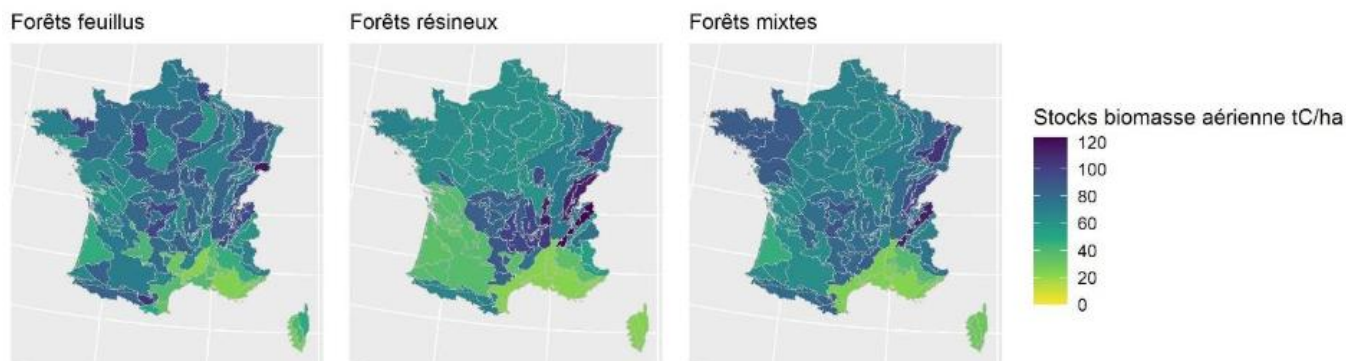 Forêts feuillus
Forêts résineux
Forêts mixtes
Stocks biomasse aérienne tC/ha
120
100
80
60
40
20
0